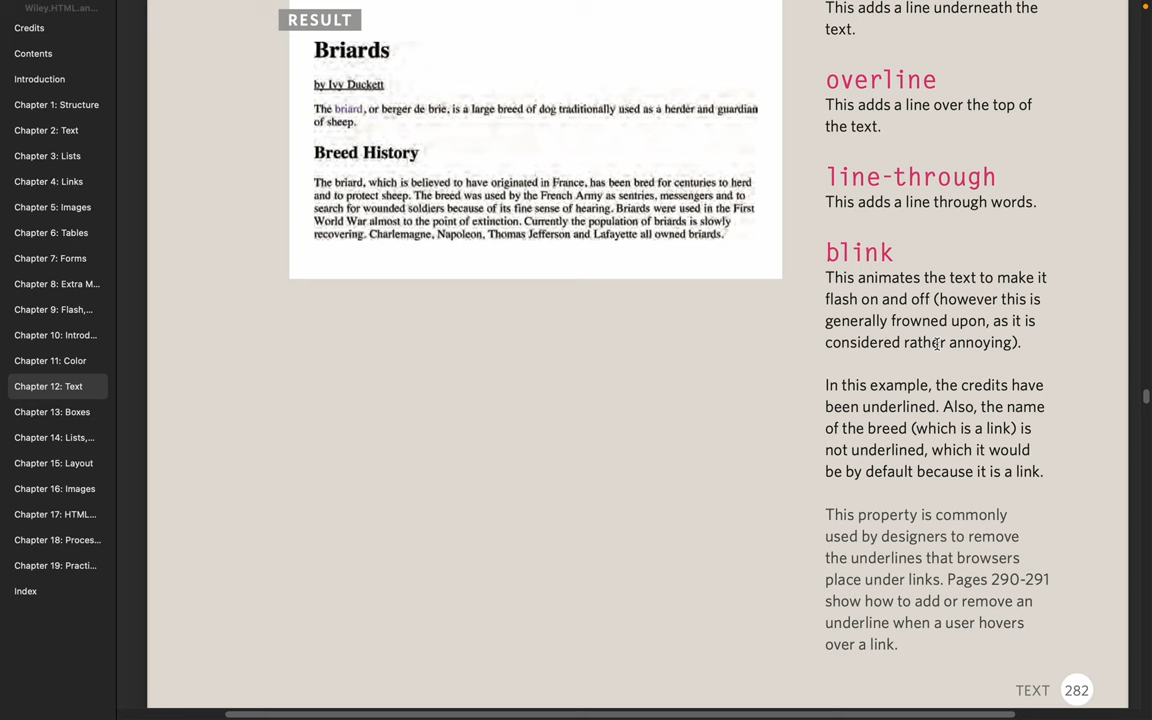 Wiley.HTML.an...
Credits
Contents
Introduction
Chapter 1: Structure
Chapter 2: Text
Chapter 3: Lists
Chapter 4: Links
Chapter 5: Images
Chapter 6: Tables
Chapter 7: Forms
Chapter 8: Extra M...
Chapter 9: Flash,...
Chapter 10: Introd...
Chapter 11: Color
Chapter 12: Text
Chapter 13: Boxes
Chapter 14: Lists,...
Chapter 15: Layout
Chapter 16: Images
Chapter 17: HTML...
Chapter 18: Proces...
Chapter 19: Practi...
Index
RESULT
Briards
by Ivy Duckett
The briard, or berger de brie, is a large breed of dog traditionally used as a herder and guardian
of sheep.
Breed History
The briard, which is believed to have originated in France, has been bred for centuries to herd
and to protect sheep. The breed was used by the French Army as sentries, messengers and to
search for wounded soldiers because of its fine sense of hearing. Briards were used in the First
World War almost to the point of extinction. Currently the population of briards is slowly
recovering. Charlemagne, Napoleon, Thomas Jefferson and Lafayette all owned briards.
This adds a line underneath the
text.
overline
This adds a line over the top of
the text.
line-through
This adds a line through words.
blink
This animates the text to make it
flash on and off (however this is
generally frowned upon, as it is
considered rather annoying).
In this example, the credits have
been underlined. Also, the name
of the breed (which is a link) is
not underlined, which it would
be by default because it is a link.
This property is commonly
used by designers to remove
the underlines that browsers
place under links. Pages 290-291
show how to add or remove an
underline when a user hovers
over a link.
TEXT 282